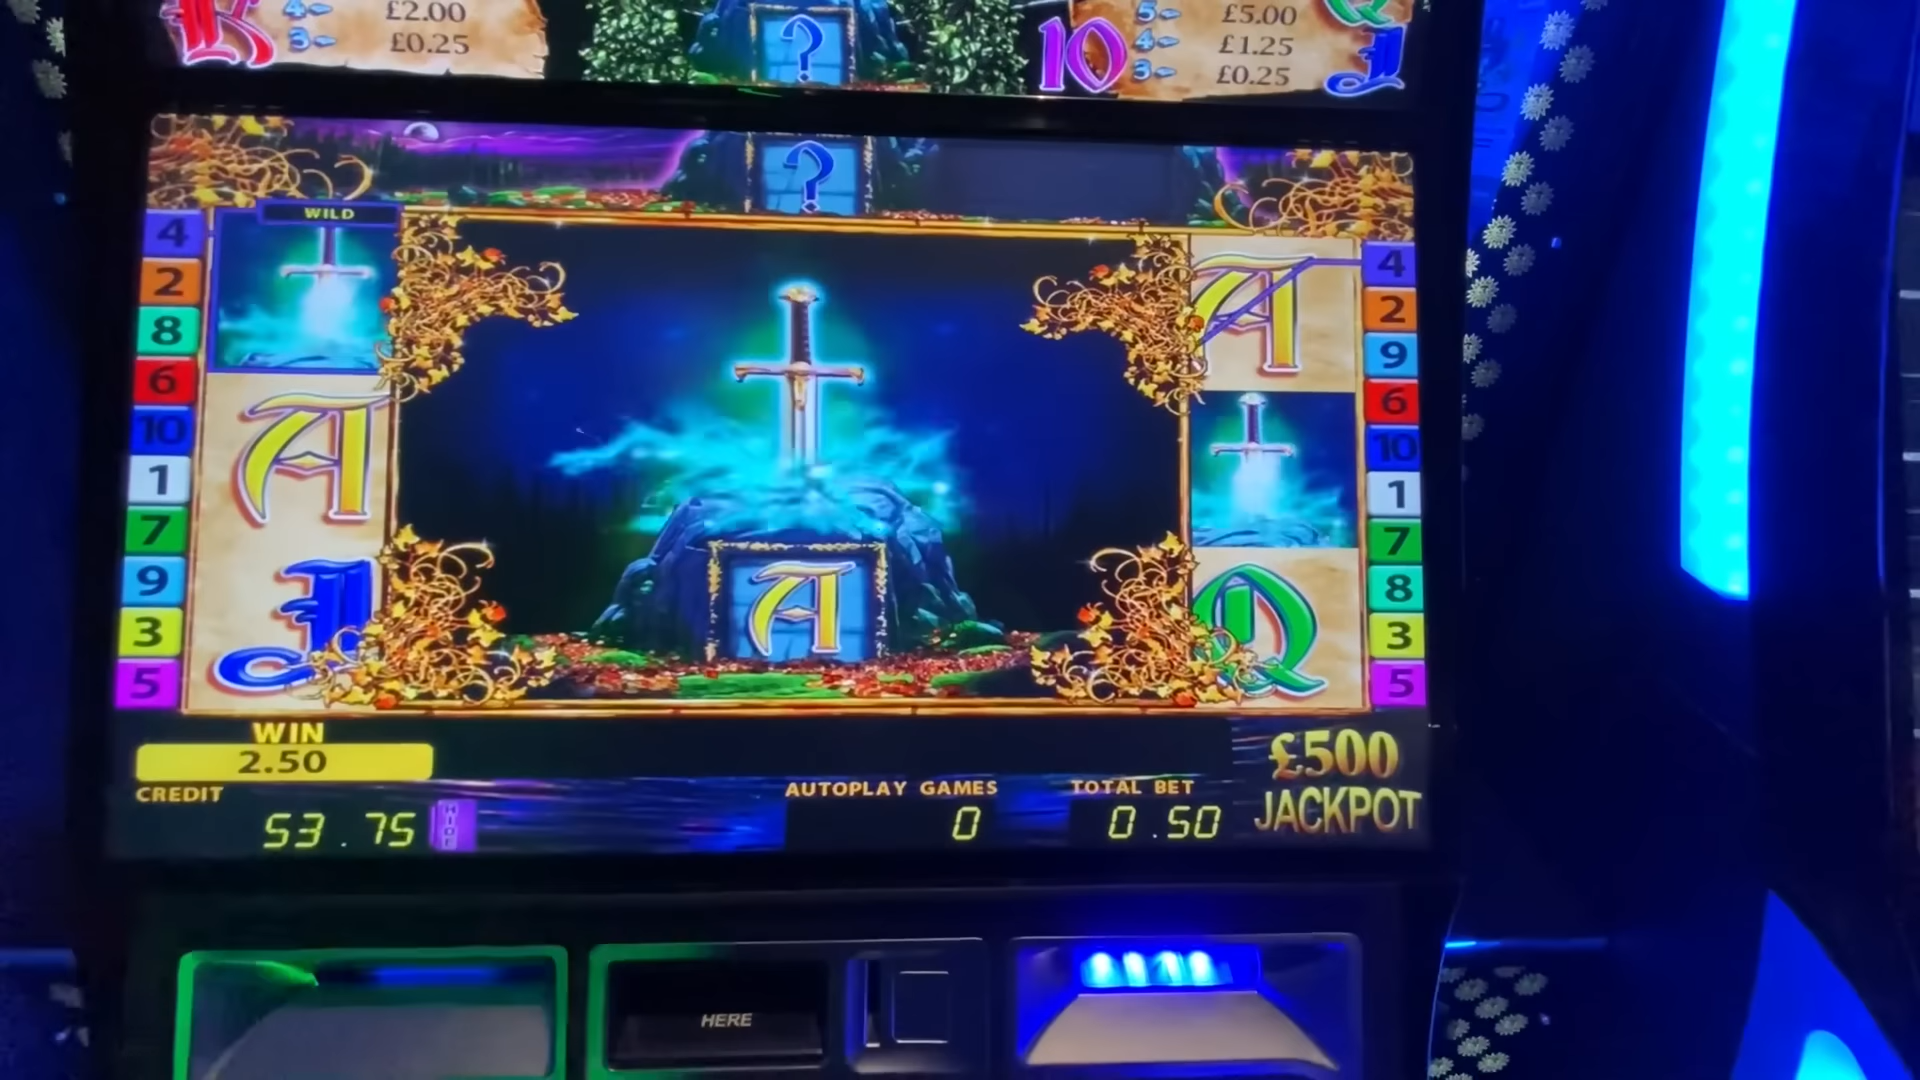 K 4- £2.00
3- £0.25
?
10 5- £5.00
4- £1.25
3- £0.25
Q
J
?
WILD
4
2
8
6
10
1
7
9
3
5
A
J
A
A
Q
4
2
9
6
10
1
7
8
3
5
WIN
2.50
CREDIT
53.75
HIDE
AUTOPLAY GAMES
0
TOTAL BET
0.50
£500
JACKPOT
HERE